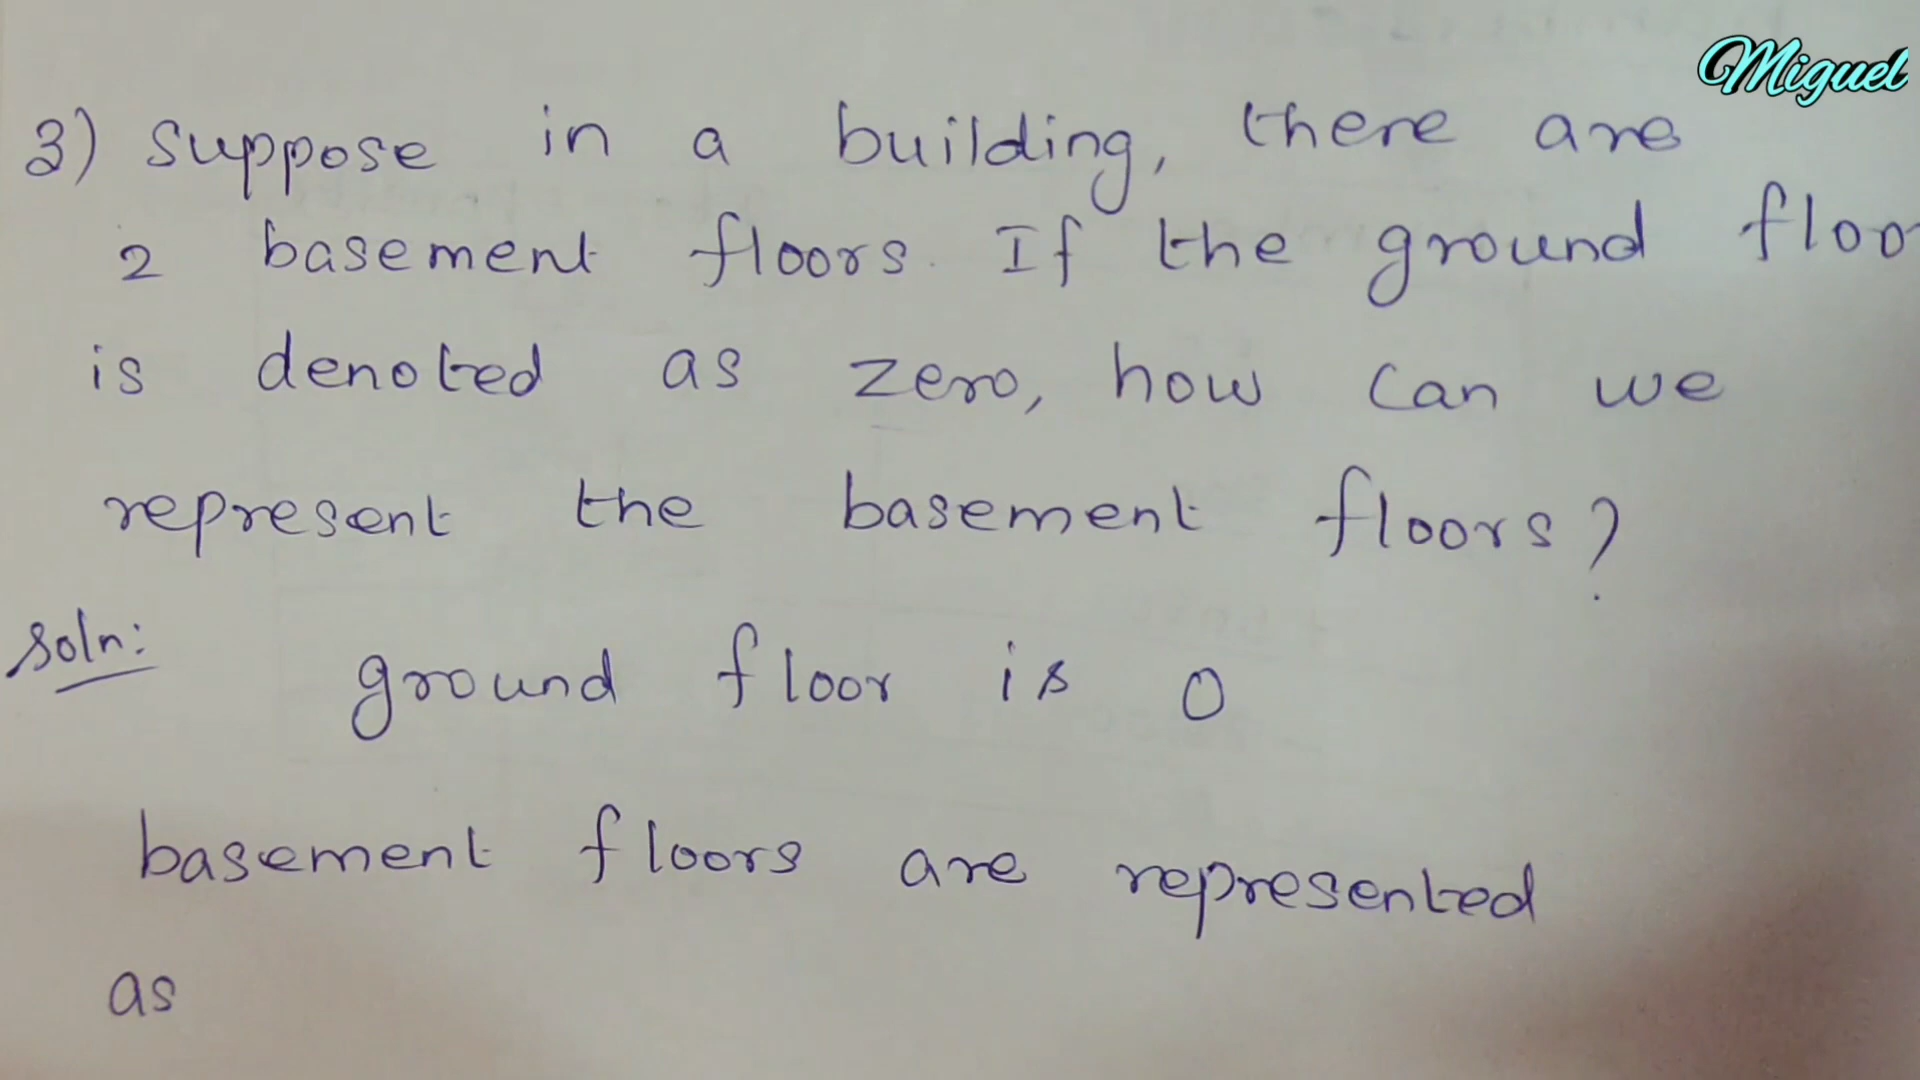 Miguel
3) Suppose in a building, there are
2 basement floors. If the ground floo
is denoted as zero, how can we
represent the basement floors?
Soln:
ground floor is 0
basement floors are represented
as